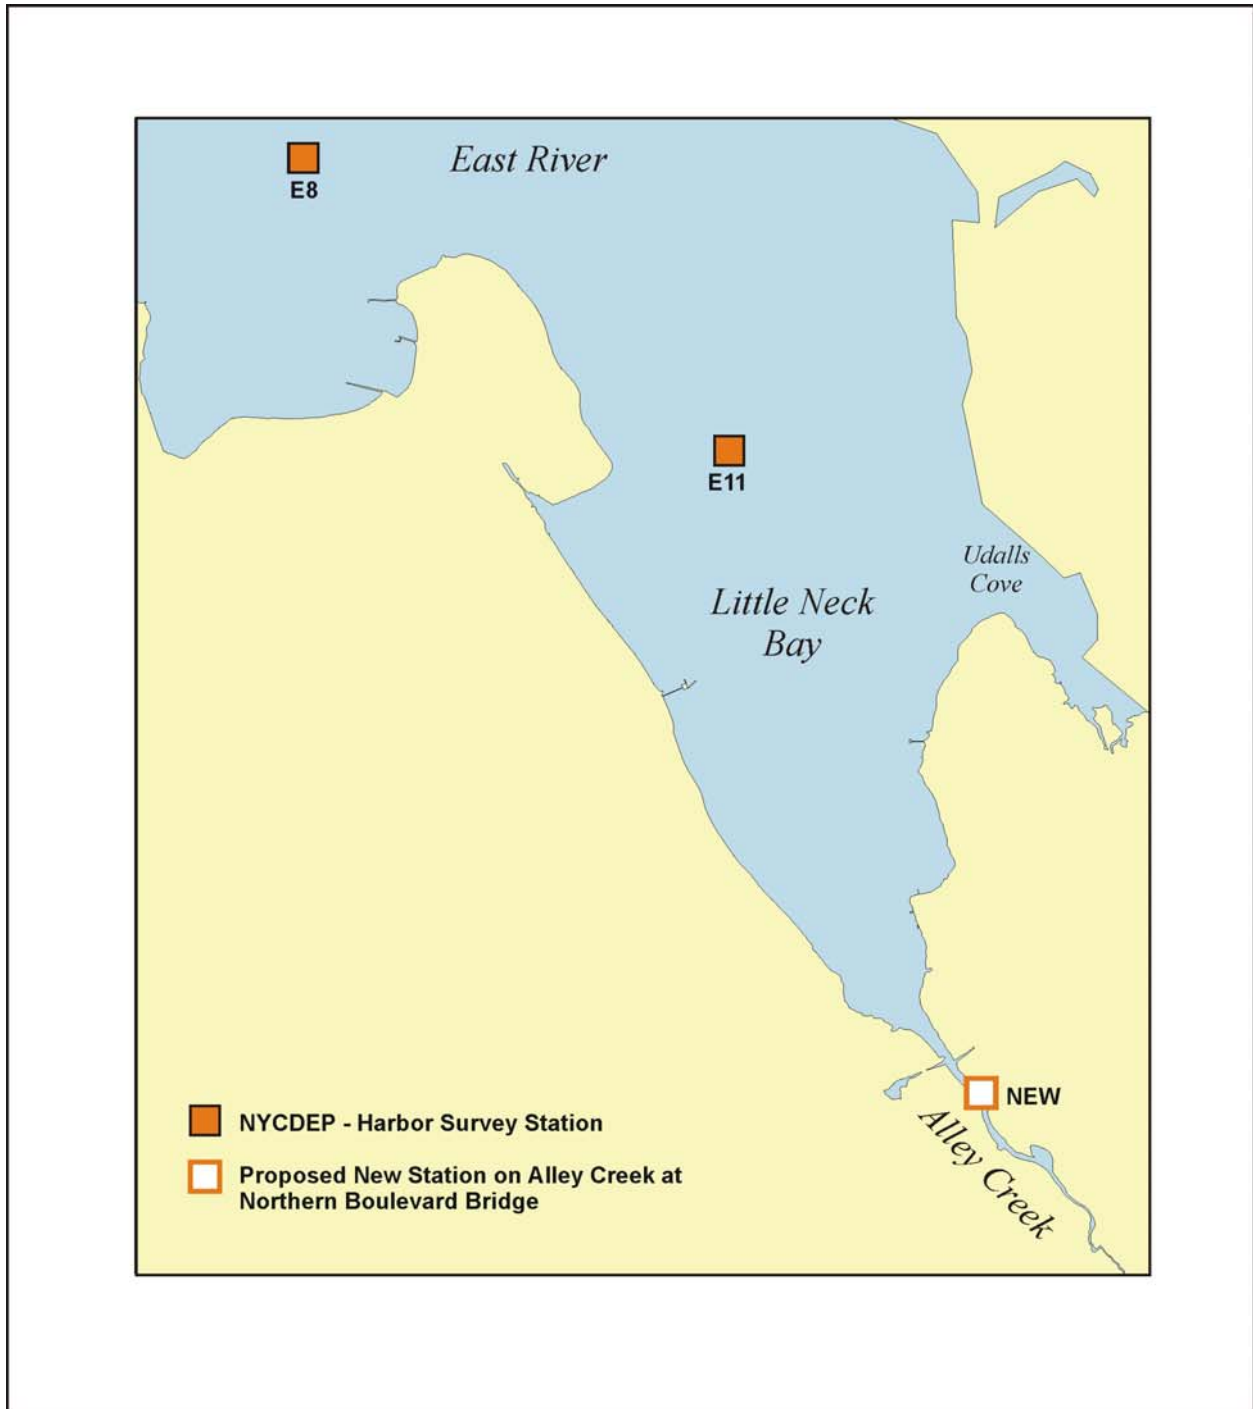 East River
E8
E11
Udalls
Cove
Little Neck
Bay
NEW
Alley Creek
NYCDEP - Harbor Survey Station
Proposed New Station on Alley Creek at
Northern Boulevard Bridge